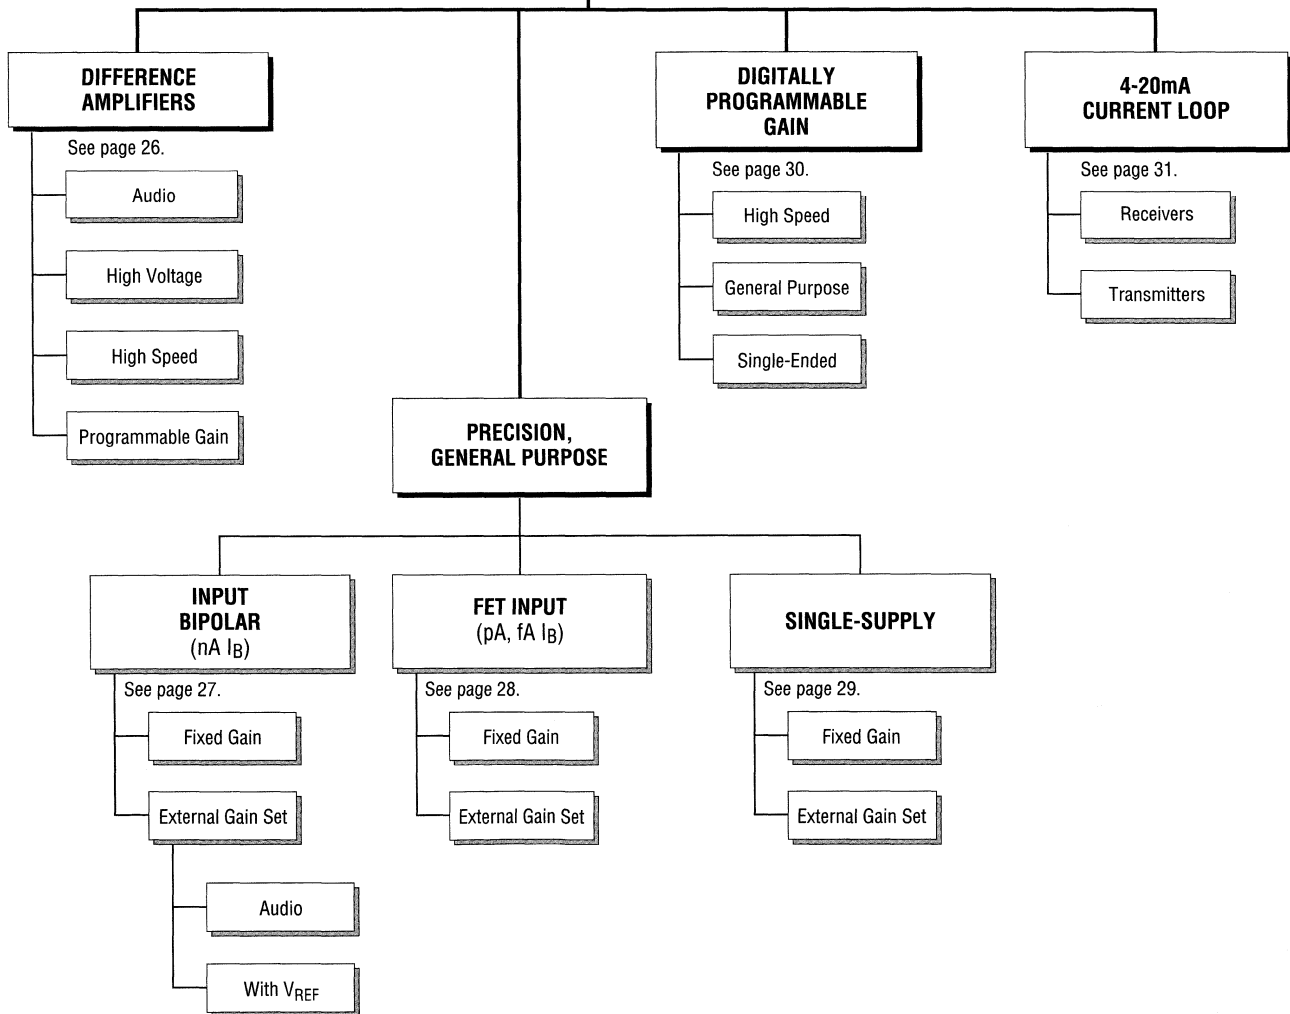 DIFFERENCE
AMPLIFIERS
See page 26.
Audio
High Voltage
High Speed
Programmable Gain
DIGITALLY
PROGRAMMABLE
GAIN
See page 30.
High Speed
General Purpose
Single-Ended
4-20mA
CURRENT LOOP
See page 31.
Receivers
Transmitters
PRECISION,
GENERAL PURPOSE
INPUT
BIPOLAR
(nA IB)
See page 27.
Fixed Gain
External Gain Set
Audio
With VREF
FET INPUT
(pA, fA IB)
See page 28.
Fixed Gain
External Gain Set
SINGLE-SUPPLY
See page 29.
Fixed Gain
External Gain Set